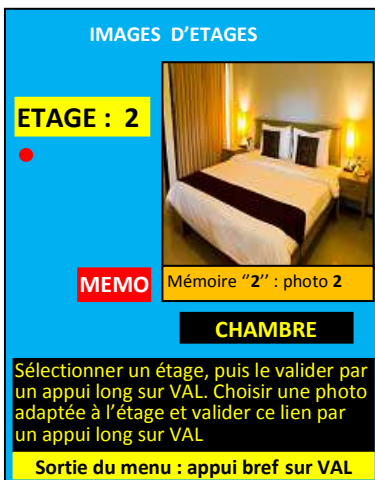 IMAGES D'ETAGES
ETAGE : 2
MEMO
Mémoire ‘’2’’ : photo 2
CHAMBRE
Sélectionner un étage, puis le valider par
un appui long sur VAL. Choisir une photo
adaptée à l’étage et valider ce lien par
un appui long sur VAL
Sortie du menu : appui bref sur VAL